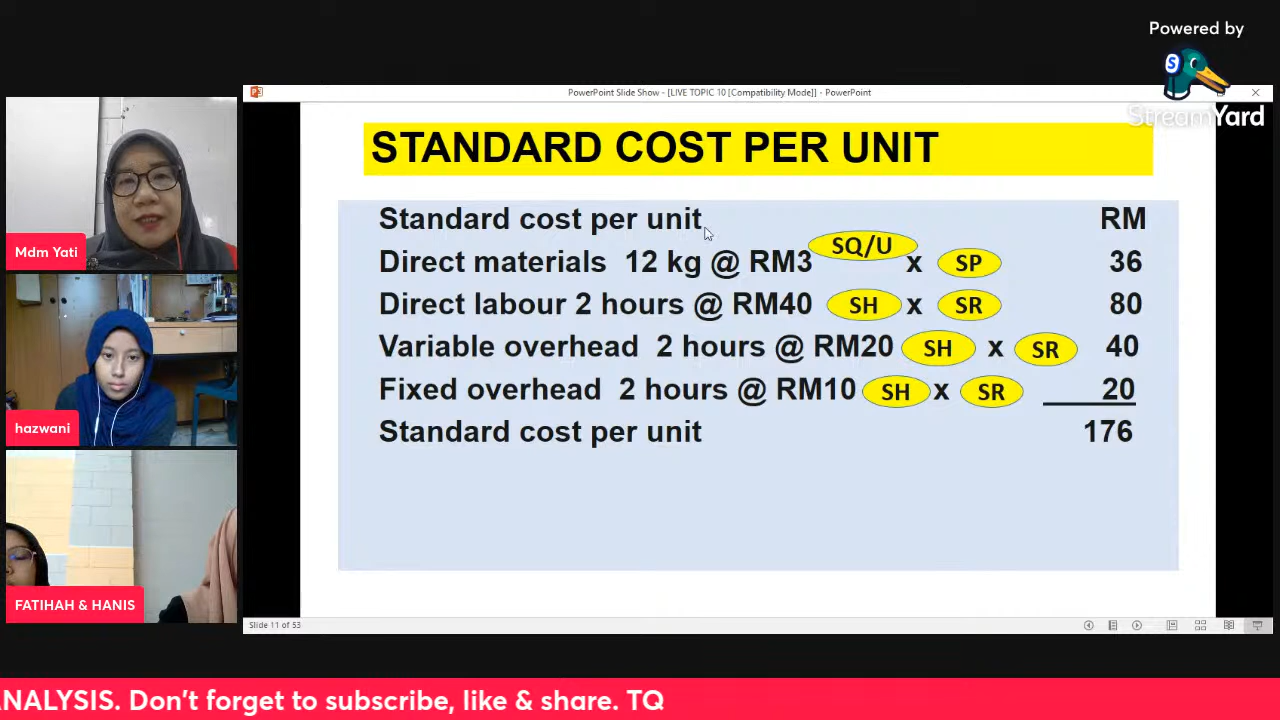 Powered by
S
StreamYard
PowerPoint Slide Show - [LIVE TOPIC 10 [Compatibility Mode]] - PowerPoint
STANDARD COST PER UNIT
Standard cost per unit RM
Direct materials 12 kg @ RM3 SQ/U x SP 36
Direct labour 2 hours @ RM40 SH x SR 80
Variable overhead 2 hours @ RM20 SH x SR 40
Fixed overhead 2 hours @ RM10 SH x SR 20
Standard cost per unit 176
Mdm Yati
hazwani
FATIHAH & HANIS
Slide 11 of 53
NALYSIS. Don't forget to subscribe, like & share. TQ